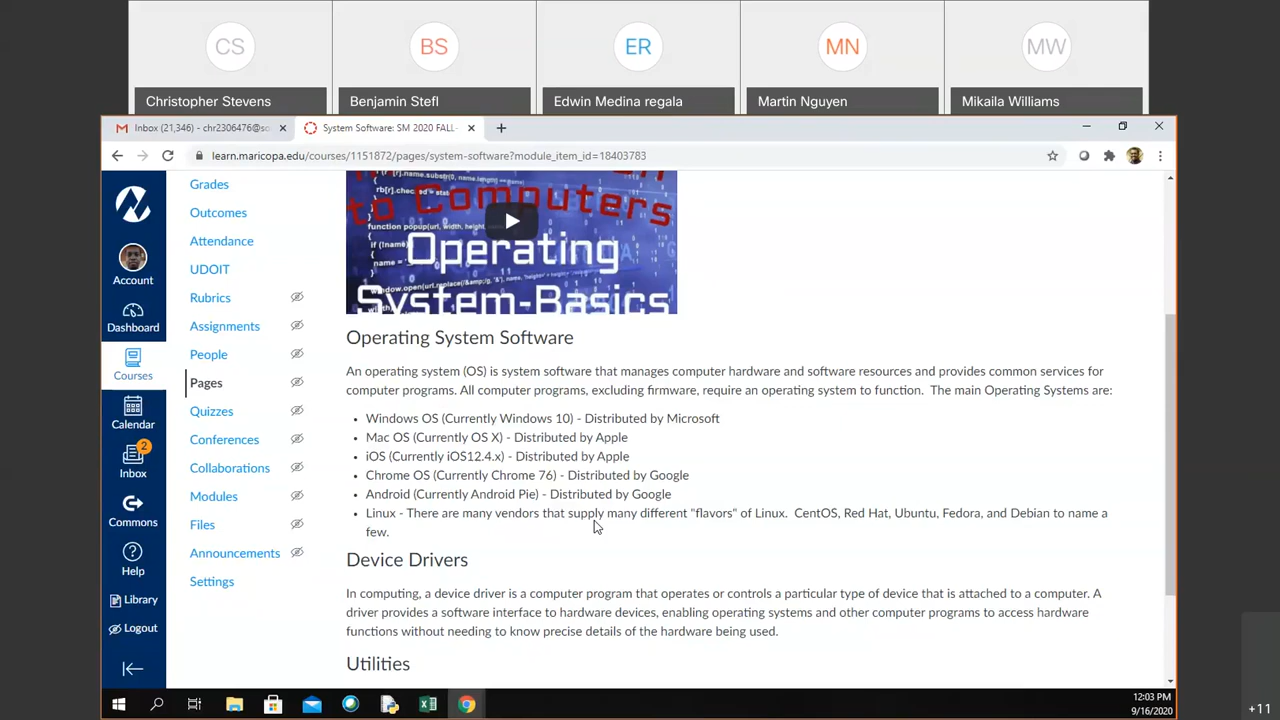 CS
BS
ER
MN
MW
Christopher Stevens
Benjamin Stefl
Edwin Medina regala
Martin Nguyen
Mikaila Williams
Inbox (21,346) - chr2306476@so
System Software: SM 2020 FALL-
learn.maricopa.edu/courses/1151872/pages/system-software?module_item_id=18403783
Account
Dashboard
Courses
Calendar
2
Inbox
Commons
Help
Library
Logout
Grades
Outcomes
Attendance
UDOIT
Rubrics
Assignments
People
Pages
Quizzes
Conferences
Collaborations
Modules
Files
Announcements
Settings
to Computers
Operating
System-Basics
Operating System Software
An operating system (OS) is system software that manages computer hardware and software resources and provides common services for
computer programs. All computer programs, excluding firmware, require an operating system to function.  The main Operating Systems are:
• Windows OS (Currently Windows 10) - Distributed by Microsoft
• Mac OS (Currently OS X) - Distributed by Apple
• iOS (Currently iOS12.4.x) - Distributed by Apple
• Chrome OS (Currently Chrome 76) - Distributed by Google
• Android (Currently Android Pie) - Distributed by Google
• Linux - There are many vendors that supply many different "flavors" of Linux.  CentOS, Red Hat, Ubuntu, Fedora, and Debian to name a
few.
Device Drivers
In computing, a device driver is a computer program that operates or controls a particular type of device that is attached to a computer. A
driver provides a software interface to hardware devices, enabling operating systems and other computer programs to access hardware
functions without needing to know precise details of the hardware being used.
Utilities
12:03 PM
9/16/2020
+11